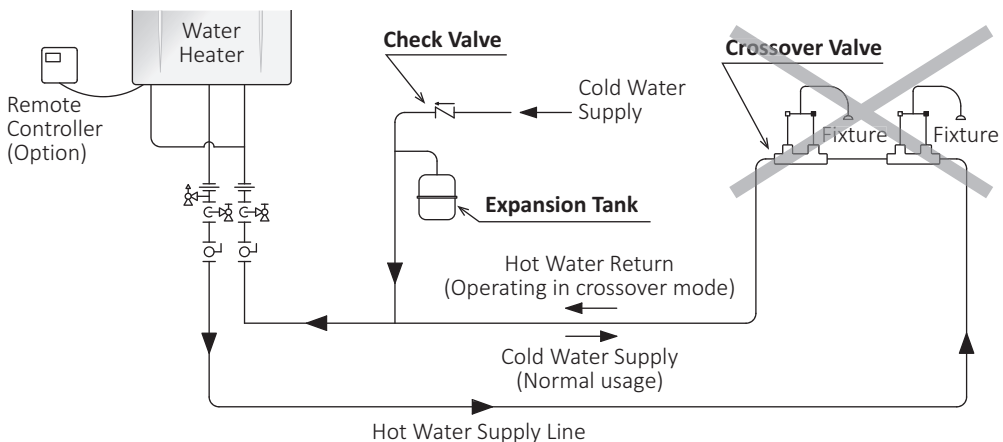 Water
Heater
Remote
Controller
(Option)
Check Valve
Cold Water
Supply
Crossover Valve
Fixture
Fixture
Expansion Tank
Hot Water Return
(Operating in crossover mode)
Cold Water Supply
(Normal usage)
Hot Water Supply Line